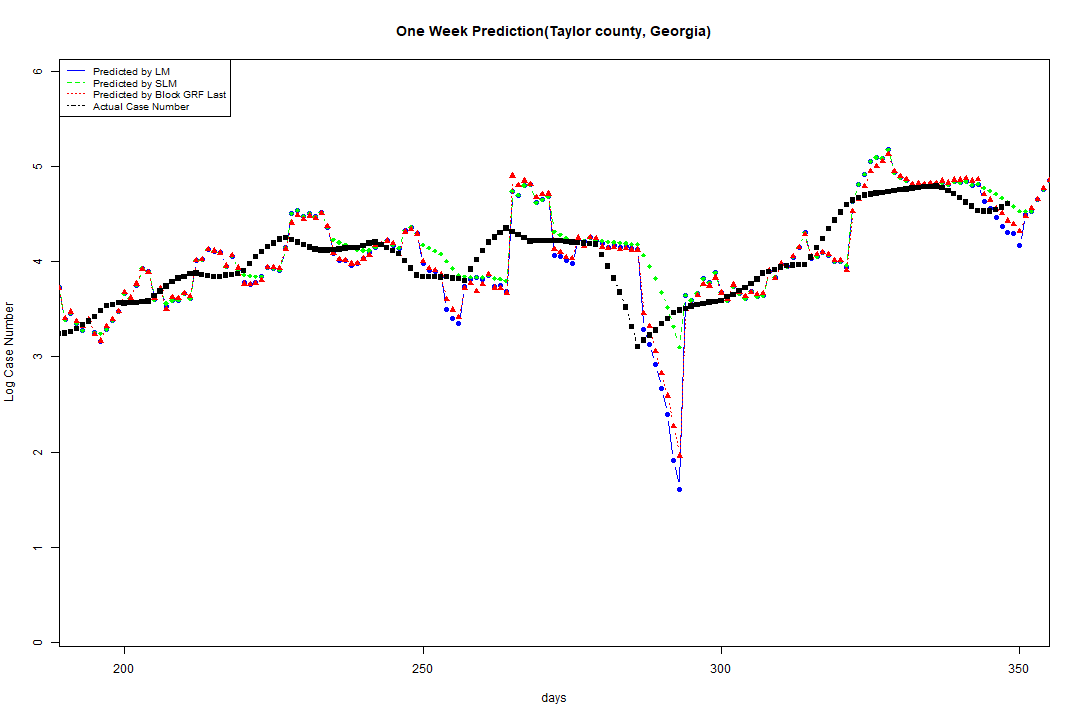 One Week Prediction(Taylor county, Georgia)
Predicted by LM
Predicted by SLM
Predicted by Block GRF Last
Actual Case Number
6
5
4
3
2
1
0
Log Case Number
200 250 300 350
days